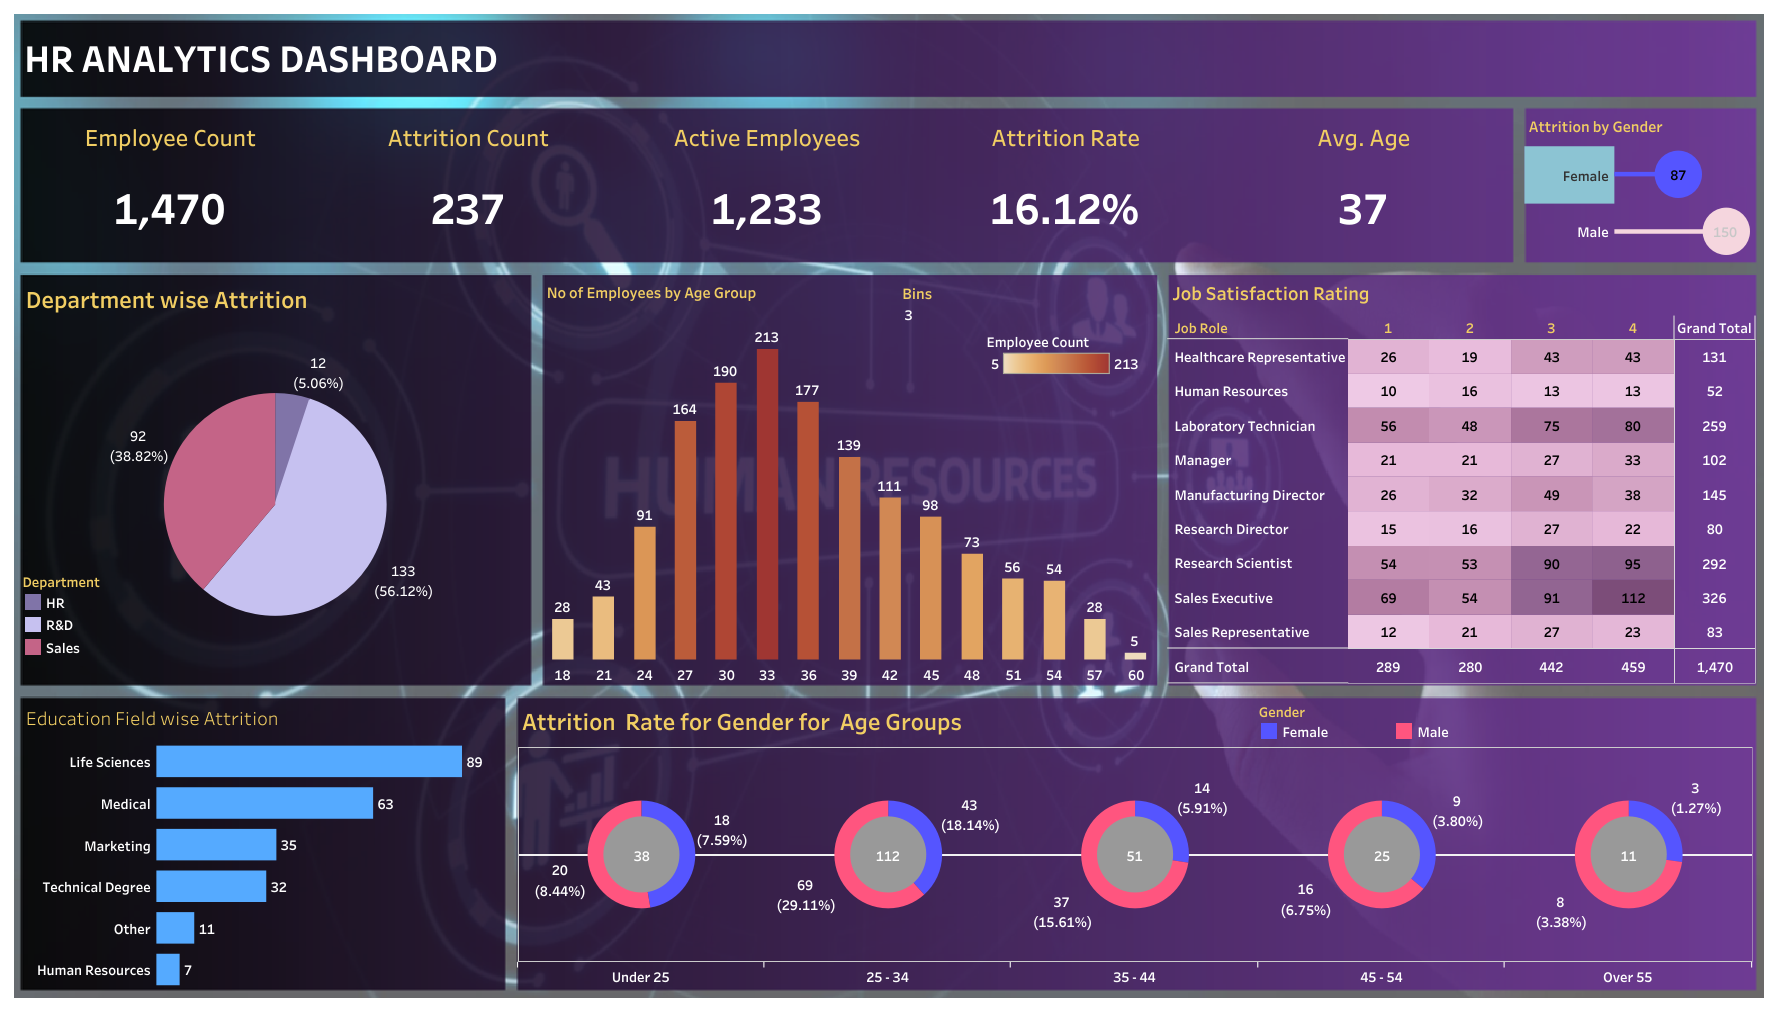 HR ANALYTICS DASHBOARD
Employee Count
Attrition Count
Active Employees
Attrition Rate
Avg. Age
1,470
237
1,233
16.12%
37
Attrition by Gender
Female 87
Male 150
Department wise Attrition
12
(5.06%)
92
(38.82%)
133
(56.12%)
Department
HR
R&D
Sales
No of Employees by Age Group
Bins
3
Employee Count
5 213
28 43 91 164 190 213 177 139 111 98 73 56 54 28 5
18 21 24 27 30 33 36 39 42 45 48 51 54 57 60
HUMAN RESOURCES
Job Satisfaction Rating
Job Role 1 2 3 4 Grand Total
Healthcare Representative 26 19 43 43 131
Human Resources 10 16 13 13 52
Laboratory Technician 56 48 75 80 259
Manager 21 21 27 33 102
Manufacturing Director 26 32 49 38 145
Research Director 15 16 27 22 80
Research Scientist 54 53 90 95 292
Sales Executive 69 54 91 112 326
Sales Representative 12 21 27 23 83
Grand Total 289 280 442 459 1,470
Education Field wise Attrition
Life Sciences 89
Medical 63
Marketing 35
Technical Degree 32
Other 11
Human Resources 7
Attrition  Rate for Gender for  Age Groups
Gender
Female
Male
18
(7.59%)
38
20
(8.44%)
43
(18.14%)
112
69
(29.11%)
14
(5.91%)
51
37
(15.61%)
9
(3.80%)
25
16
(6.75%)
3
(1.27%)
11
8
(3.38%)
Under 25
25 - 34
35 - 44
45 - 54
Over 55